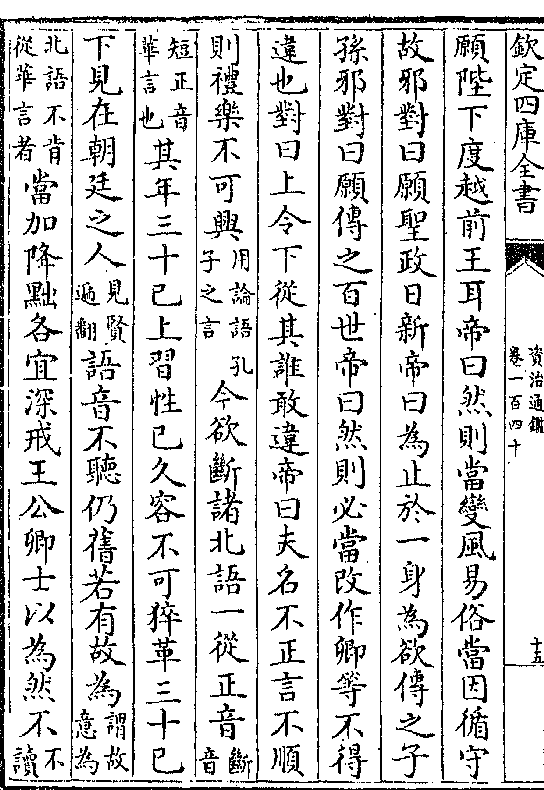 欽定四庫全書
資治通鑑
卷一百四十
十五
願陛下度越前王耳帝曰然則當變風易俗當因循守
故邪對曰願聖政日新帝曰為止於一身為欲傳之子
孫邪對曰願傳之百世帝曰然則必當改作卿等不得
違也對曰上令下從其誰敢違帝曰夫名不正言不順
則禮樂不可興用論語孔子之言今欲斷諸北語一從正音斷音
短正音華言也其年三十已上習性已久容不可猝革三十已
下見在朝廷之人見賢遍翻語音不聽仍舊若有故為謂故意為
北語不肯從華言者當加降黜各宜深戒王公卿士以為然不不讀